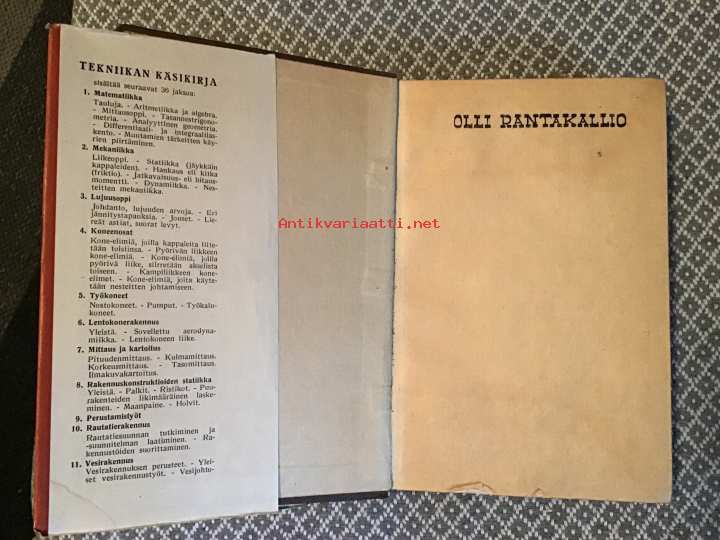 TEKNIIKAN KÄSIKIRJA
sisältää seuraavat 36 jaksoa:
1. Matematiikka
Tauluja. - Aritmetiikka ja algebra.
- Mittausoppi. - Tasannestrigono-
metria. - Analyyttinen geometria.
- Differentiaali- ja integraalilas-
kento. - Muutamien tärkeitten käy-
rien piirtäminen.
2. Mekaniikka
Liikeoppi. - Statiikka (jäykkäin
kappaleiden). - Hankaus eli kitka
(friktio). - Jatkavaisuus- eli hitaus-
momentti. - Dynamiikka. - Nes-
teitten mekaniikka.
3. Lujuusoppi
Johdanto, lujuuden arvoja. - Eri
jännitystapauksia. - Jouset. - Lie-
reät astiat, suorat levyt.
4. Koneenosat
Kone-elimiä, joilla kappaleita liite-
tään toisiinsa. - Pyörivän liikkeen
kone-elimiä. - Kone-elimiä, joilla
pyörivä liike, siirretään akselista
toiseen. - Kampiliikkeen kone-
elimet. - Kone-elimiä, joita käyte-
tään nesteitten johtamiseen.
5. Työkoneet
Nostokoneet. - Pumput. - Työkalu-
koneet.
6. Lentokonerakennus
Yleistä. - Sovellettu aerodyna-
miikka. - Lentokoneen liike.
7. Mittaus ja kartoitus
Pituudenmittaus. - Kulmamittaus.
Korkeusmittaus. - Tasomittaus.
Ilmakuvakartoitus.
8. Rakennuskonstruktioiden statiikka
Yleistä. - Palkit. - Ristikot. - Puu-
rakenteiden likimääräinen laske-
minen. - Maanpaine. - Holvit.
9. Perustamistyöt
10. Rautatierakennus
Rautatiesuunnan tutkiminen ja
-suunnitelman laatiminen. - Ra-
kennustöiden suorittaminen.
11. Vesirakennus
Vesirakennuksen perusteet. - Ylei-
set vesirakennustyöt. - Vesijohto-
OLLI RANTAKALLIO
Antikvariaatti.net